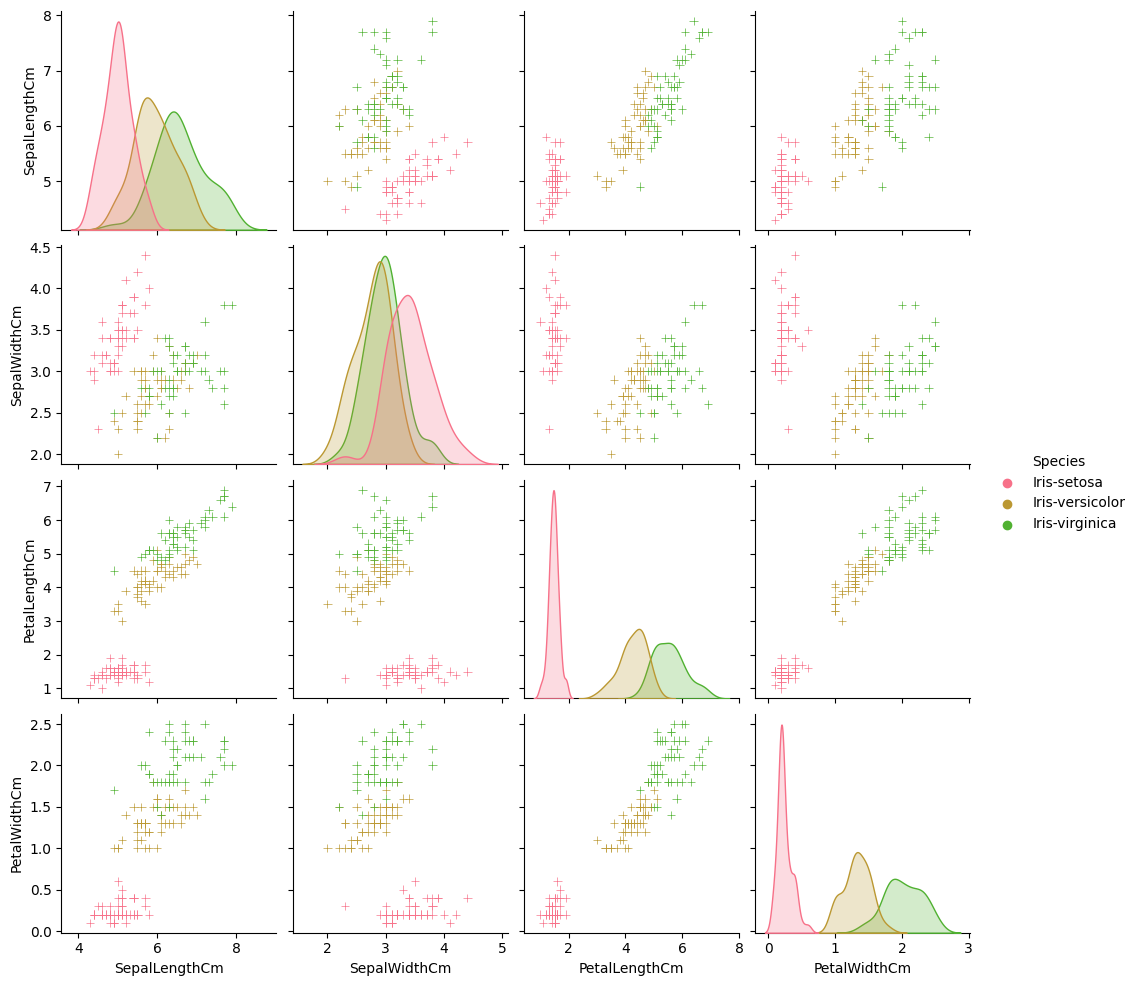 8
7
6
5
SepalLengthCm
4.5
4.0
3.5
3.0
2.5
2.0
SepalWidthCm
7
6
5
4
3
2
1
PetalLengthCm
2.5
2.0
1.5
1.0
0.5
0.0
PetalWidthCm
4 6 8
SepalLengthCm
2 3 4 5
SepalWidthCm
2 4 6 8
PetalLengthCm
0 1 2 3
PetalWidthCm
Species
Iris-setosa
Iris-versicolor
Iris-virginica